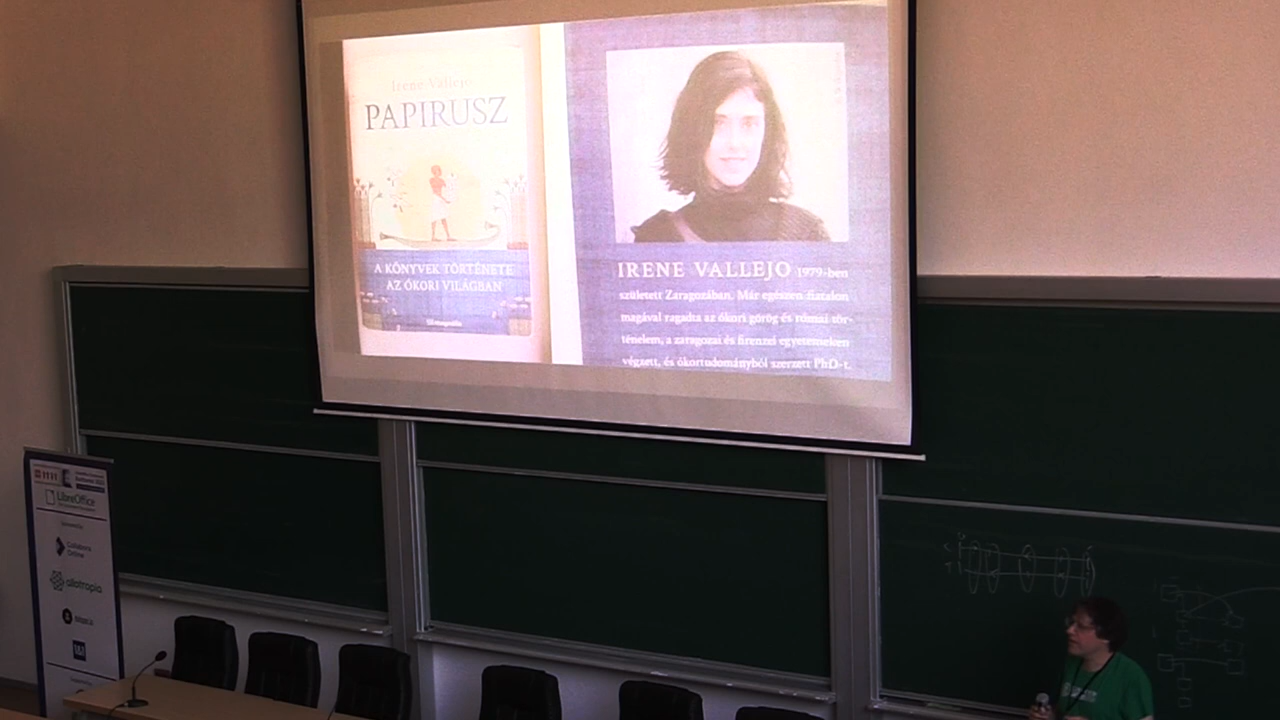 Irene Vallejo
PAPIRUSZ
A KÖNYVEK TÖRTÉNETE
AZ ÓKORI VILÁGBAN
IRENE VALLEJO 1979-ben
született Zaragozában. Már egészen fiatalon
magával ragadta az ókori görög és római tör-
ténelem, a zaragozai és firenzei egyetemeken
végzett, és ókortudományból szerzett PhD-t.
LibreOffice
Collabora
Online
allotropia